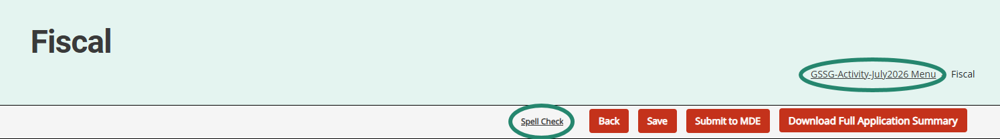 Fiscal
GSSG-Activity-July2026 Menu Fiscal
Spell Check Back Save Submit to MDE Download Full Application Summary